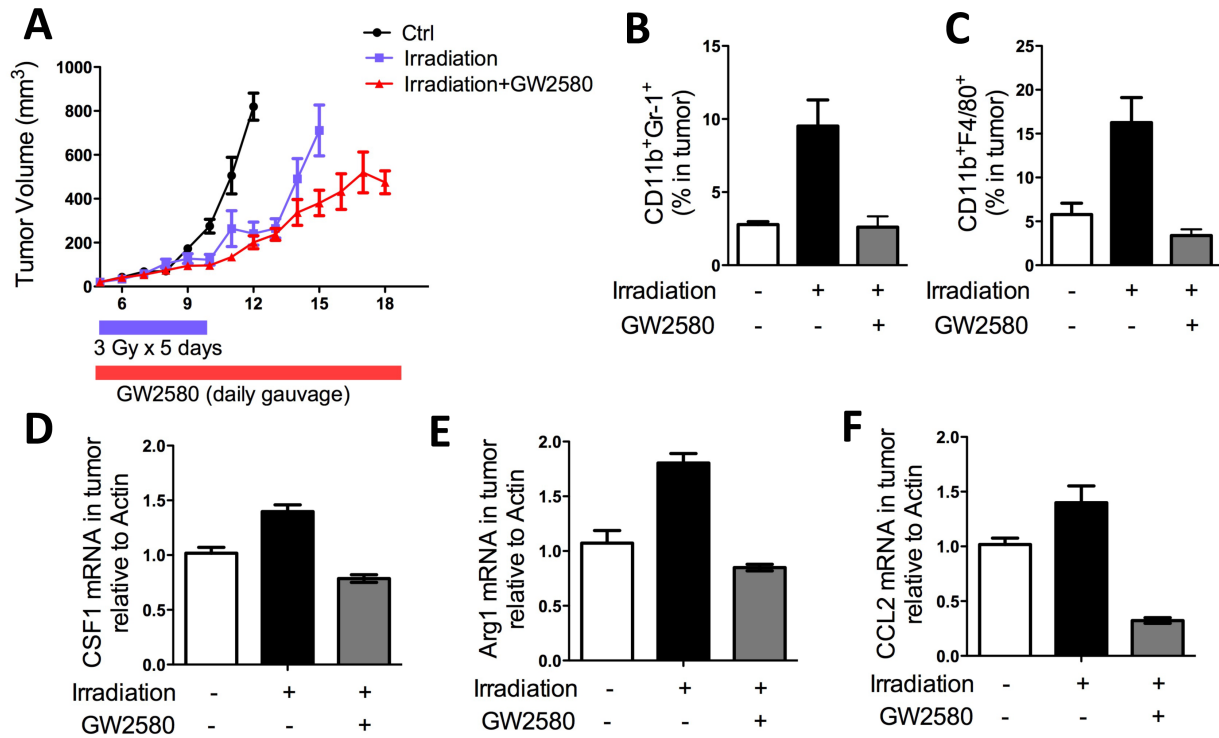 A
Ctrl
Irradiation
Irradiation+GW2580
Tumor Volume (mm³)
1000
800
600
400
200
0
6
9
12
15
18
3 Gy x 5 days
GW2580 (daily gauvage)
B
CD11b⁺Gr-1⁺
(% in tumor)
15
10
5
0
Irradiation - + +
GW2580 - - +
C
CD11b⁺F4/80⁺
(% in tumor)
25
20
15
10
5
0
Irradiation - + +
GW2580 - - +
D
CSF1 mRNA in tumor
relative to Actin
2.0
1.5
1.0
0.5
0.0
Irradiation - + +
GW2580 - - +
E
Arg1 mRNA in tumor
relative to Actin
2.0
1.5
1.0
0.5
0.0
Irradiation - + +
GW2580 - - +
F
CCL2 mRNA in tumor
relative to Actin
2.0
1.5
1.0
0.5
0.0
Irradiation - + +
GW2580 - - +